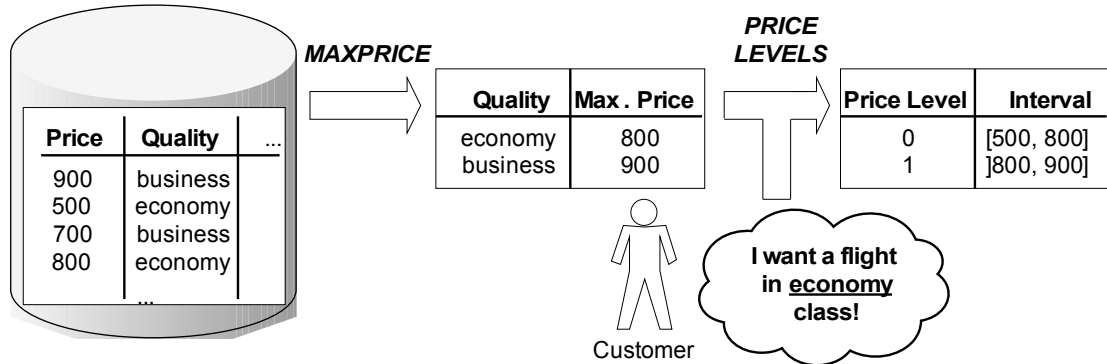 MAXPRICE
PRICE
LEVELS
Price Quality ...
900 business
500 economy
700 business
800 economy
...
Quality Max . Price
economy 800
business 900
Price Level Interval
0 [500, 800]
1 ]800, 900]
I want a flight
in economy
class!
Customer